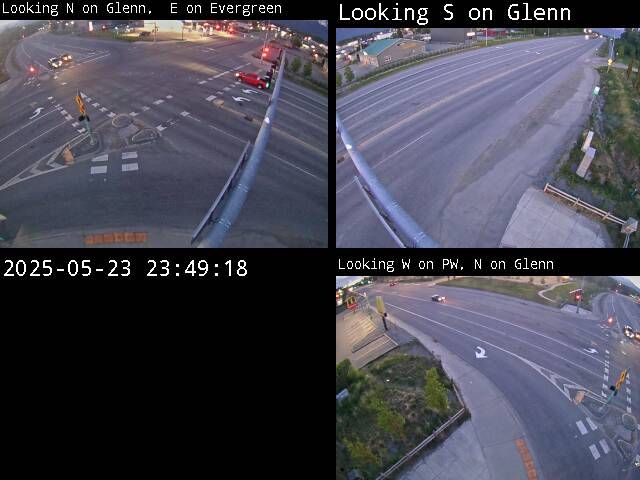 Looking N on Glenn,  E on Evergreen
Looking S on Glenn
2025-05-23 23:49:18
Looking W on PW, N on Glenn